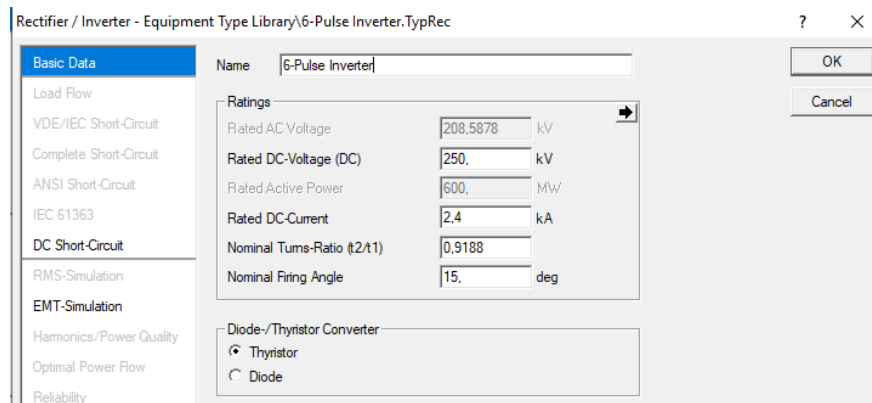 Rectifier / Inverter - Equipment Type Library\6-Pulse Inverter.TypRec ? ×
Basic Data
Load Flow
VDE/IEC Short-Circuit
Complete Short-Circuit
ANSI Short-Circuit
IEC 61363
DC Short-Circuit
RMS-Simulation
EMT-Simulation
Harmonics/Power Quality
Optimal Power Flow
Reliability
Name 6-Pulse Inverter
Ratings
Rated AC Voltage 208,5878 kV
Rated DC-Voltage (DC) 250, kV
Rated Active Power 600, MW
Rated DC-Current 2,4 kA
Nominal Turns-Ratio (t2/t1) 0,9188
Nominal Firing Angle 15, deg
Diode-/Thyristor Converter
Thyristor
Diode
OK
Cancel